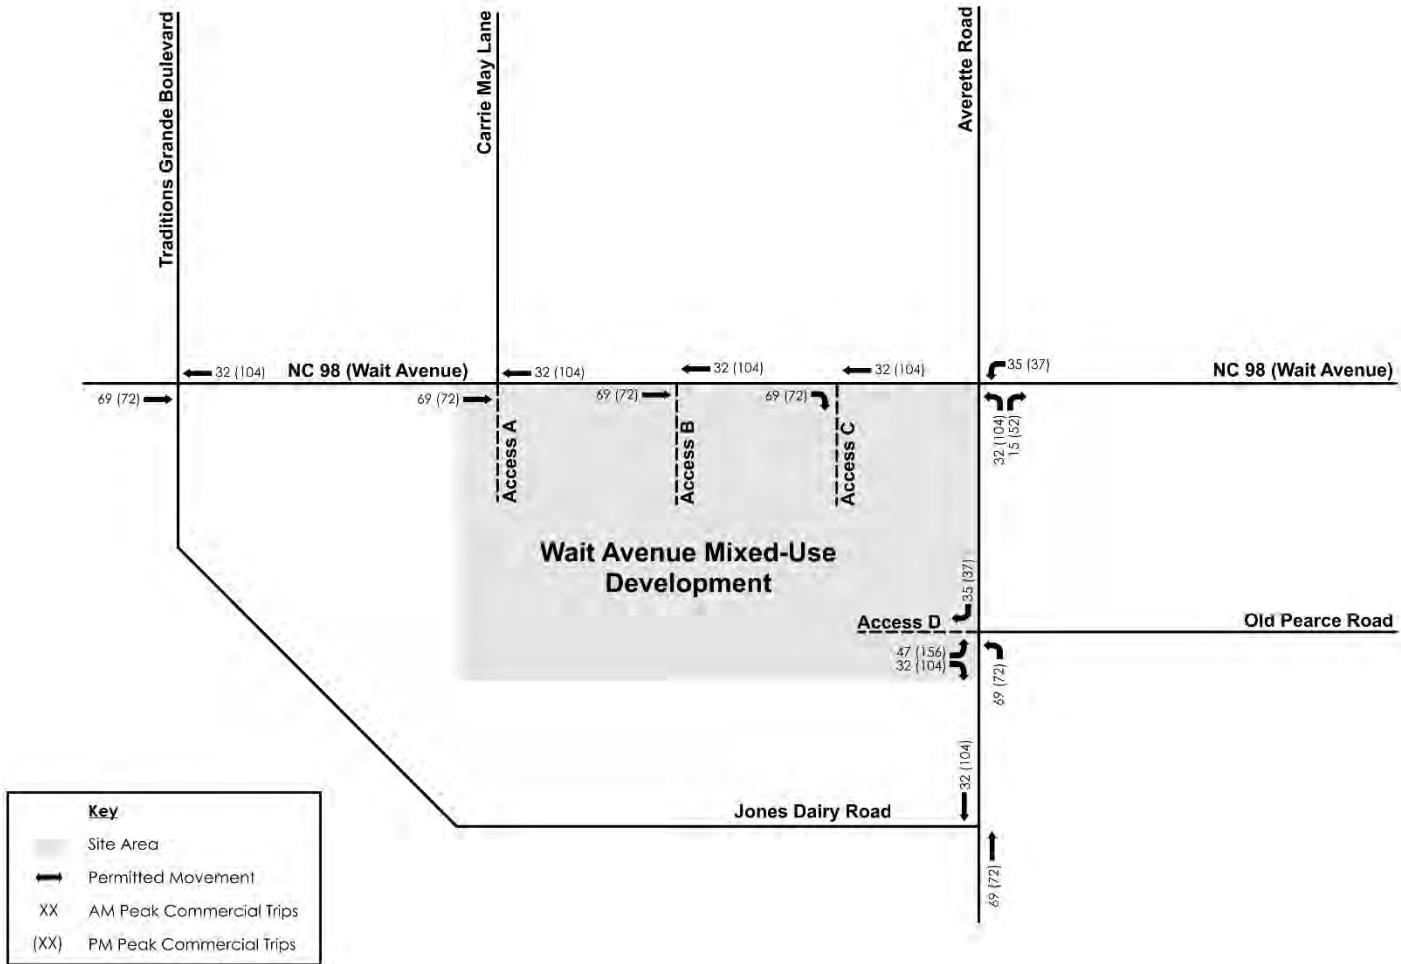 Traditions Grande Boulevard
Carrie May Lane
Averette Road
32 (104)
NC 98 (Wait Avenue)
32 (104)
32 (104)
32 (104)
35 (37)
NC 98 (Wait Avenue)
69 (72)
69 (72)
69 (72)
69 (72)
32 (104)
15 (52)
Access A
Access B
Access C
Wait Avenue Mixed-Use
Development
35 (37)
Access D
Old Pearce Road
47 (156)
32 (104)
69 (72)
32 (104)
Jones Dairy Road
69 (72)
Key
Site Area
Permitted Movement
XX AM Peak Commercial Trips
(XX) PM Peak Commercial Trips